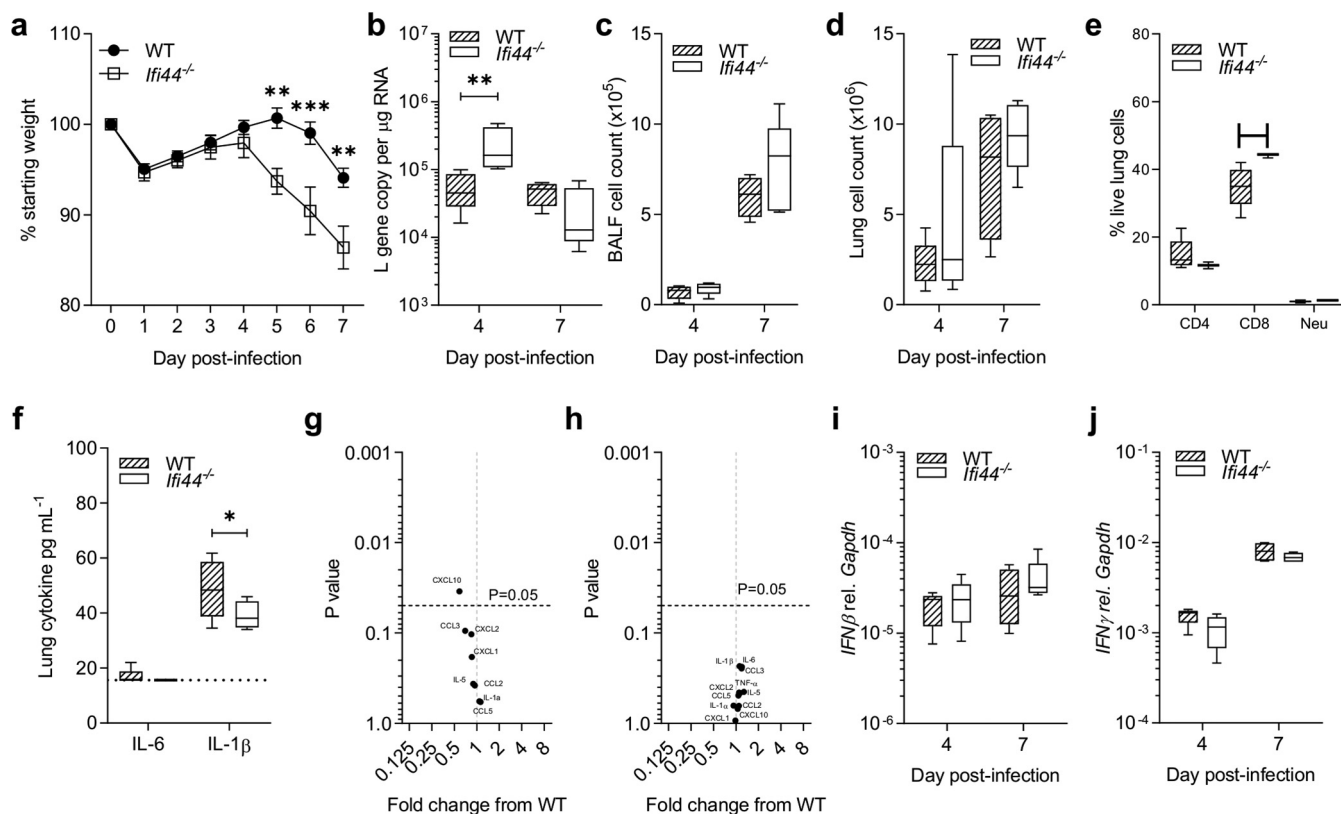 a
WT
Ifi44-/-
% starting weight
100
90
80
** *** **
0 1 2 3 4 5 6 7
Day post-infection
b
WT
Ifi44-/-
L gene copy per μg RNA
10⁷
10⁶
10⁵
10⁴
10³
**
4 7
Day post-infection
c
WT
Ifi44-/-
BALF cell count (x10⁵)
15
10
5
0
4 7
Day post-infection
d
WT
Ifi44-/-
Lung cell count (x10⁶)
15
10
5
0
4 7
Day post-infection
e
WT
Ifi44-/-
% live lung cells
80
60
40
20
0
CD4 CD8 Neu
f
WT
Ifi44-/-
Lung cytokine pg mL⁻¹
100
80
60
40
20
0
*
IL-6 IL-1β
g
P value
0.001
0.01
0.1
1.0
P=0.05
CXCL10
CCL3
CXCL2
CXCL1
IL-5
CCL2
IL-1a
CCL5
0.125 0.25 0.5 1 2 4 8
Fold change from WT
h
P value
0.001
0.01
0.1
1.0
P=0.05
IL-1β
IL-6
CCL3
TNF-α
CXCL2
IL-5
CCL5
IL-1α
CCL2
CXCL1
CXCL10
0.125 0.25 0.5 1 2 4 8
Fold change from WT
i
WT
Ifi44-/-
IFNβ rel. Gapdh
10⁻³
10⁻⁴
10⁻⁵
10⁻⁶
4 7
Day post-infection
j
WT
Ifi44-/-
IFNγ rel. Gapdh
10⁻¹
10⁻²
10⁻³
10⁻⁴
4 7
Day post-infection